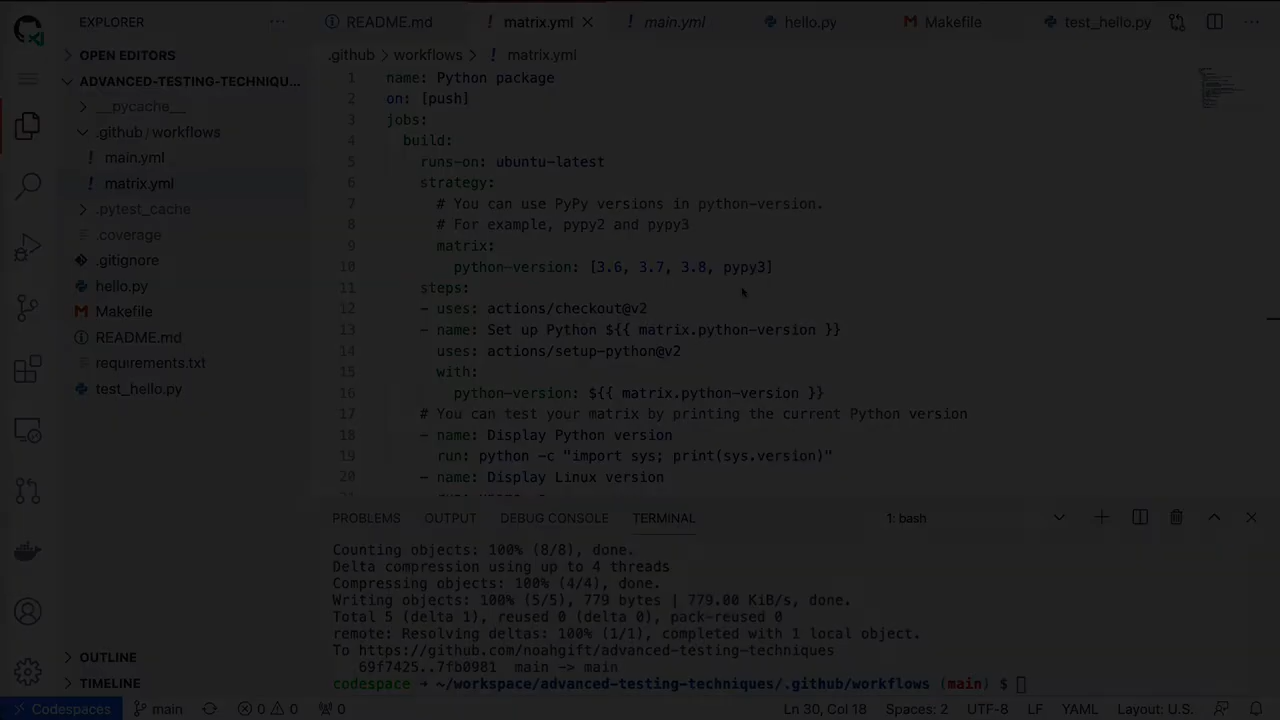 EXPLORER
OPEN EDITORS
ADVANCED-TESTING-TECHNIQU...
__pycache__
.github / workflows
main.yml
matrix.yml
.pytest_cache
.coverage
.gitignore
hello.py
Makefile
README.md
requirements.txt
test_hello.py
OUTLINE
TIMELINE
README.md
matrix.yml
main.yml
hello.py
Makefile
test_hello.py
.github > workflows > ! matrix.yml
1 name: Python package
2 on: [push]
3 jobs:
4 build:
5 runs-on: ubuntu-latest
6 strategy:
7 # You can use PyPy versions in python-version.
8 # For example, pypy2 and pypy3
9 matrix:
10 python-version: [3.6, 3.7, 3.8, pypy3]
11 steps:
12 - uses: actions/checkout@v2
13 - name: Set up Python ${{ matrix.python-version }}
14 uses: actions/setup-python@v2
15 with:
16 python-version: ${{ matrix.python-version }}
17 # You can test your matrix by printing the current Python version
18 - name: Display Python version
19 run: python -c "import sys; print(sys.version)"
20 - name: Display Linux version
PROBLEMS OUTPUT DEBUG CONSOLE TERMINAL 1: bash
Counting objects: 100% (8/8), done.
Delta compression using up to 4 threads
Compressing objects: 100% (4/4), done.
Writing objects: 100% (5/5), 779 bytes | 779.00 KiB/s, done.
Total 5 (delta 1), reused 0 (delta 0), pack-reused 0
remote: Resolving deltas: 100% (1/1), completed with 1 local object.
To https://github.com/noahgift/advanced-testing-techniques
69f7425..7fb0981 main -> main
codespace → ~/workspace/advanced-testing-techniques/.github/workflows (main) $
Codespaces main 0 0 0 Ln 30, Col 18 Spaces: 2 UTF-8 LF YAML Layout: U.S.